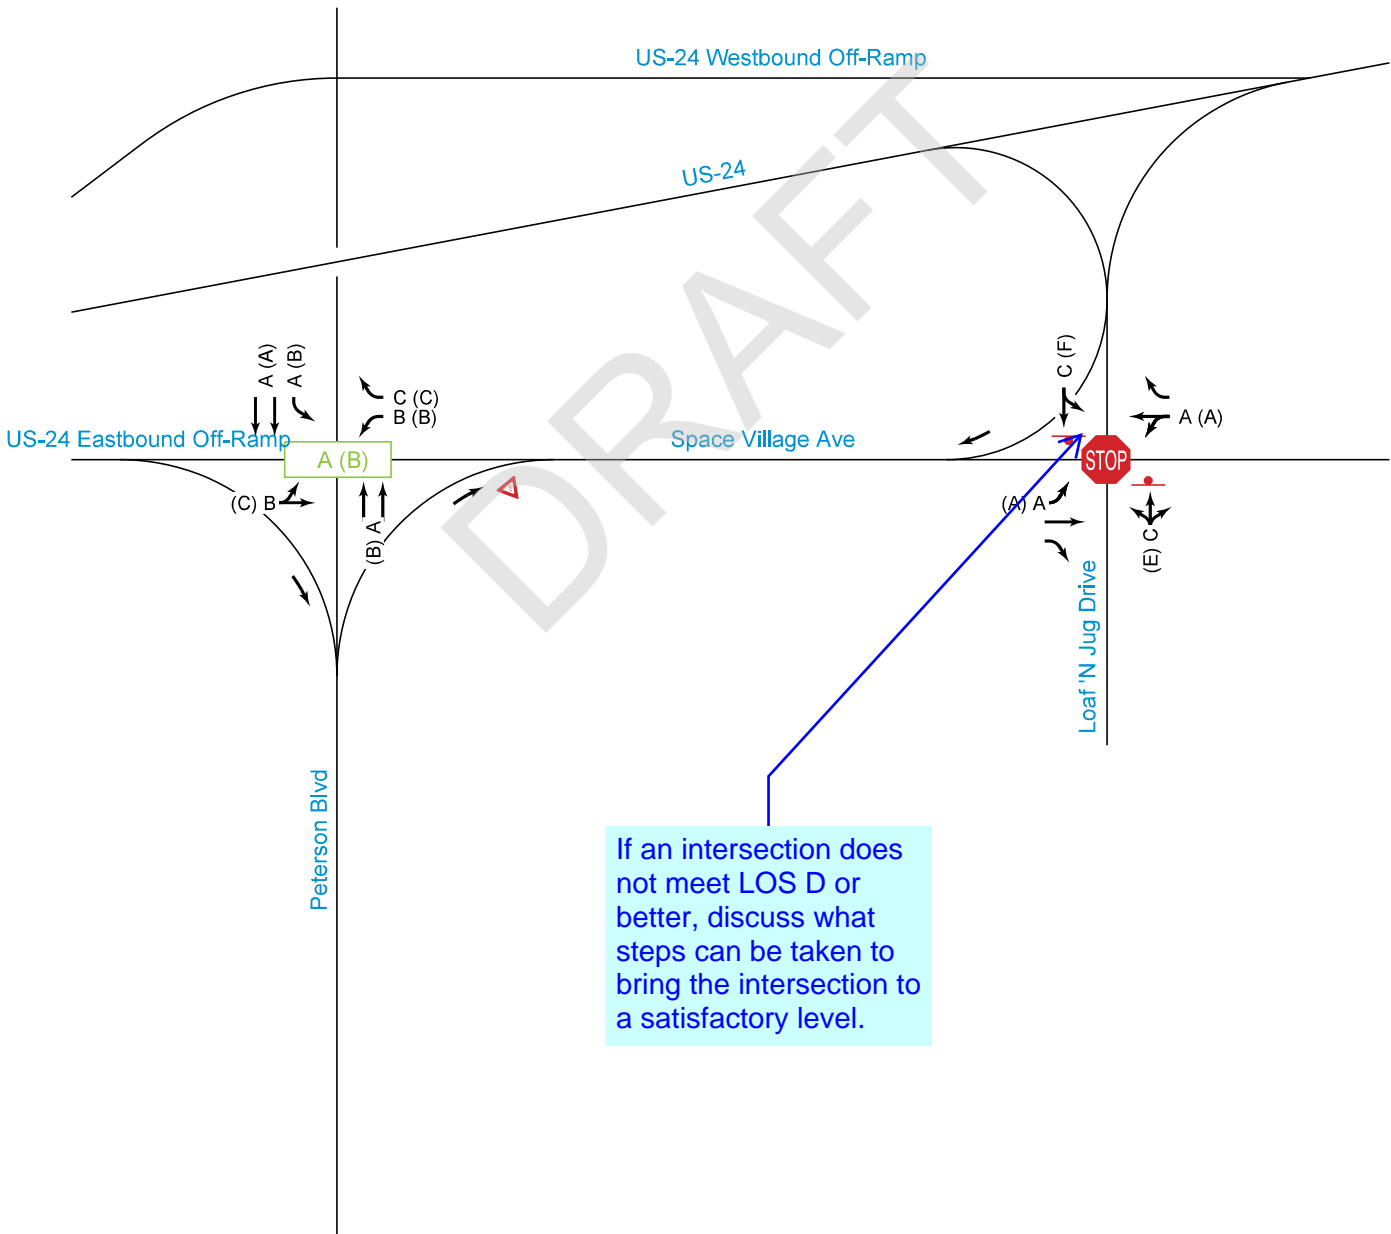 US-24 Westbound Off-Ramp
US-24
DRAFT
A (A)
A (B)
C (C)
B (B)
C (F)
A (A)
US-24 Eastbound Off-Ramp
A (B)
Space Village Ave
STOP
(C) B
(B) A
(A) A
(E) C
Loaf 'N Jug Drive
Peterson Blvd
If an intersection does
not meet LOS D or
better, discuss what
steps can be taken to
bring the intersection to
a satisfactory level.